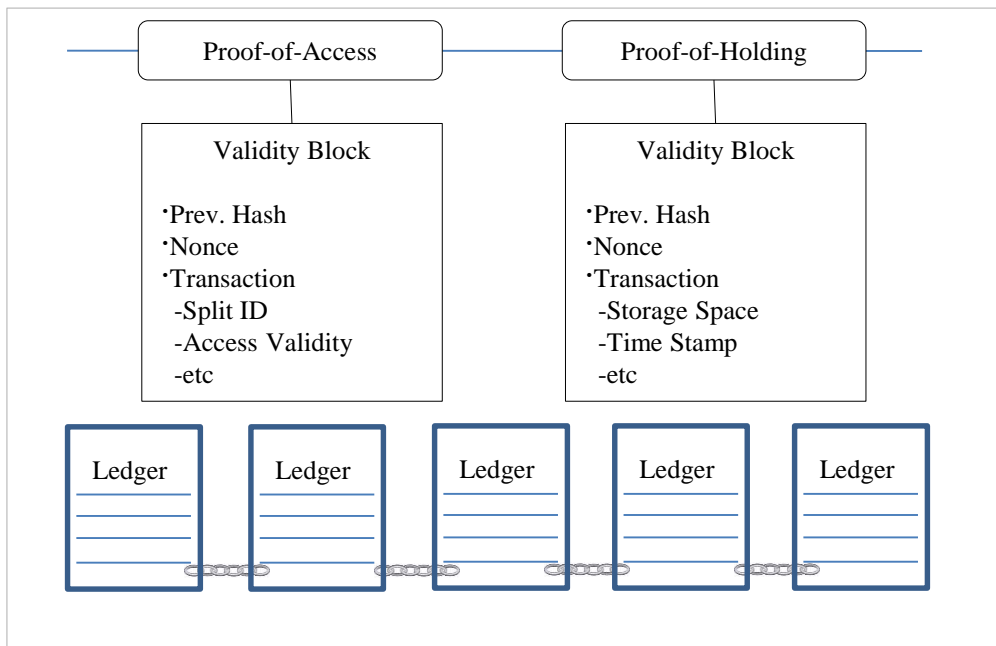 Proof-of-Access
Proof-of-Holding
Validity Block
·Prev. Hash
·Nonce
·Transaction
-Split ID
-Access Validity
-etc
Validity Block
·Prev. Hash
·Nonce
·Transaction
-Storage Space
-Time Stamp
-etc
Ledger
Ledger
Ledger
Ledger
Ledger